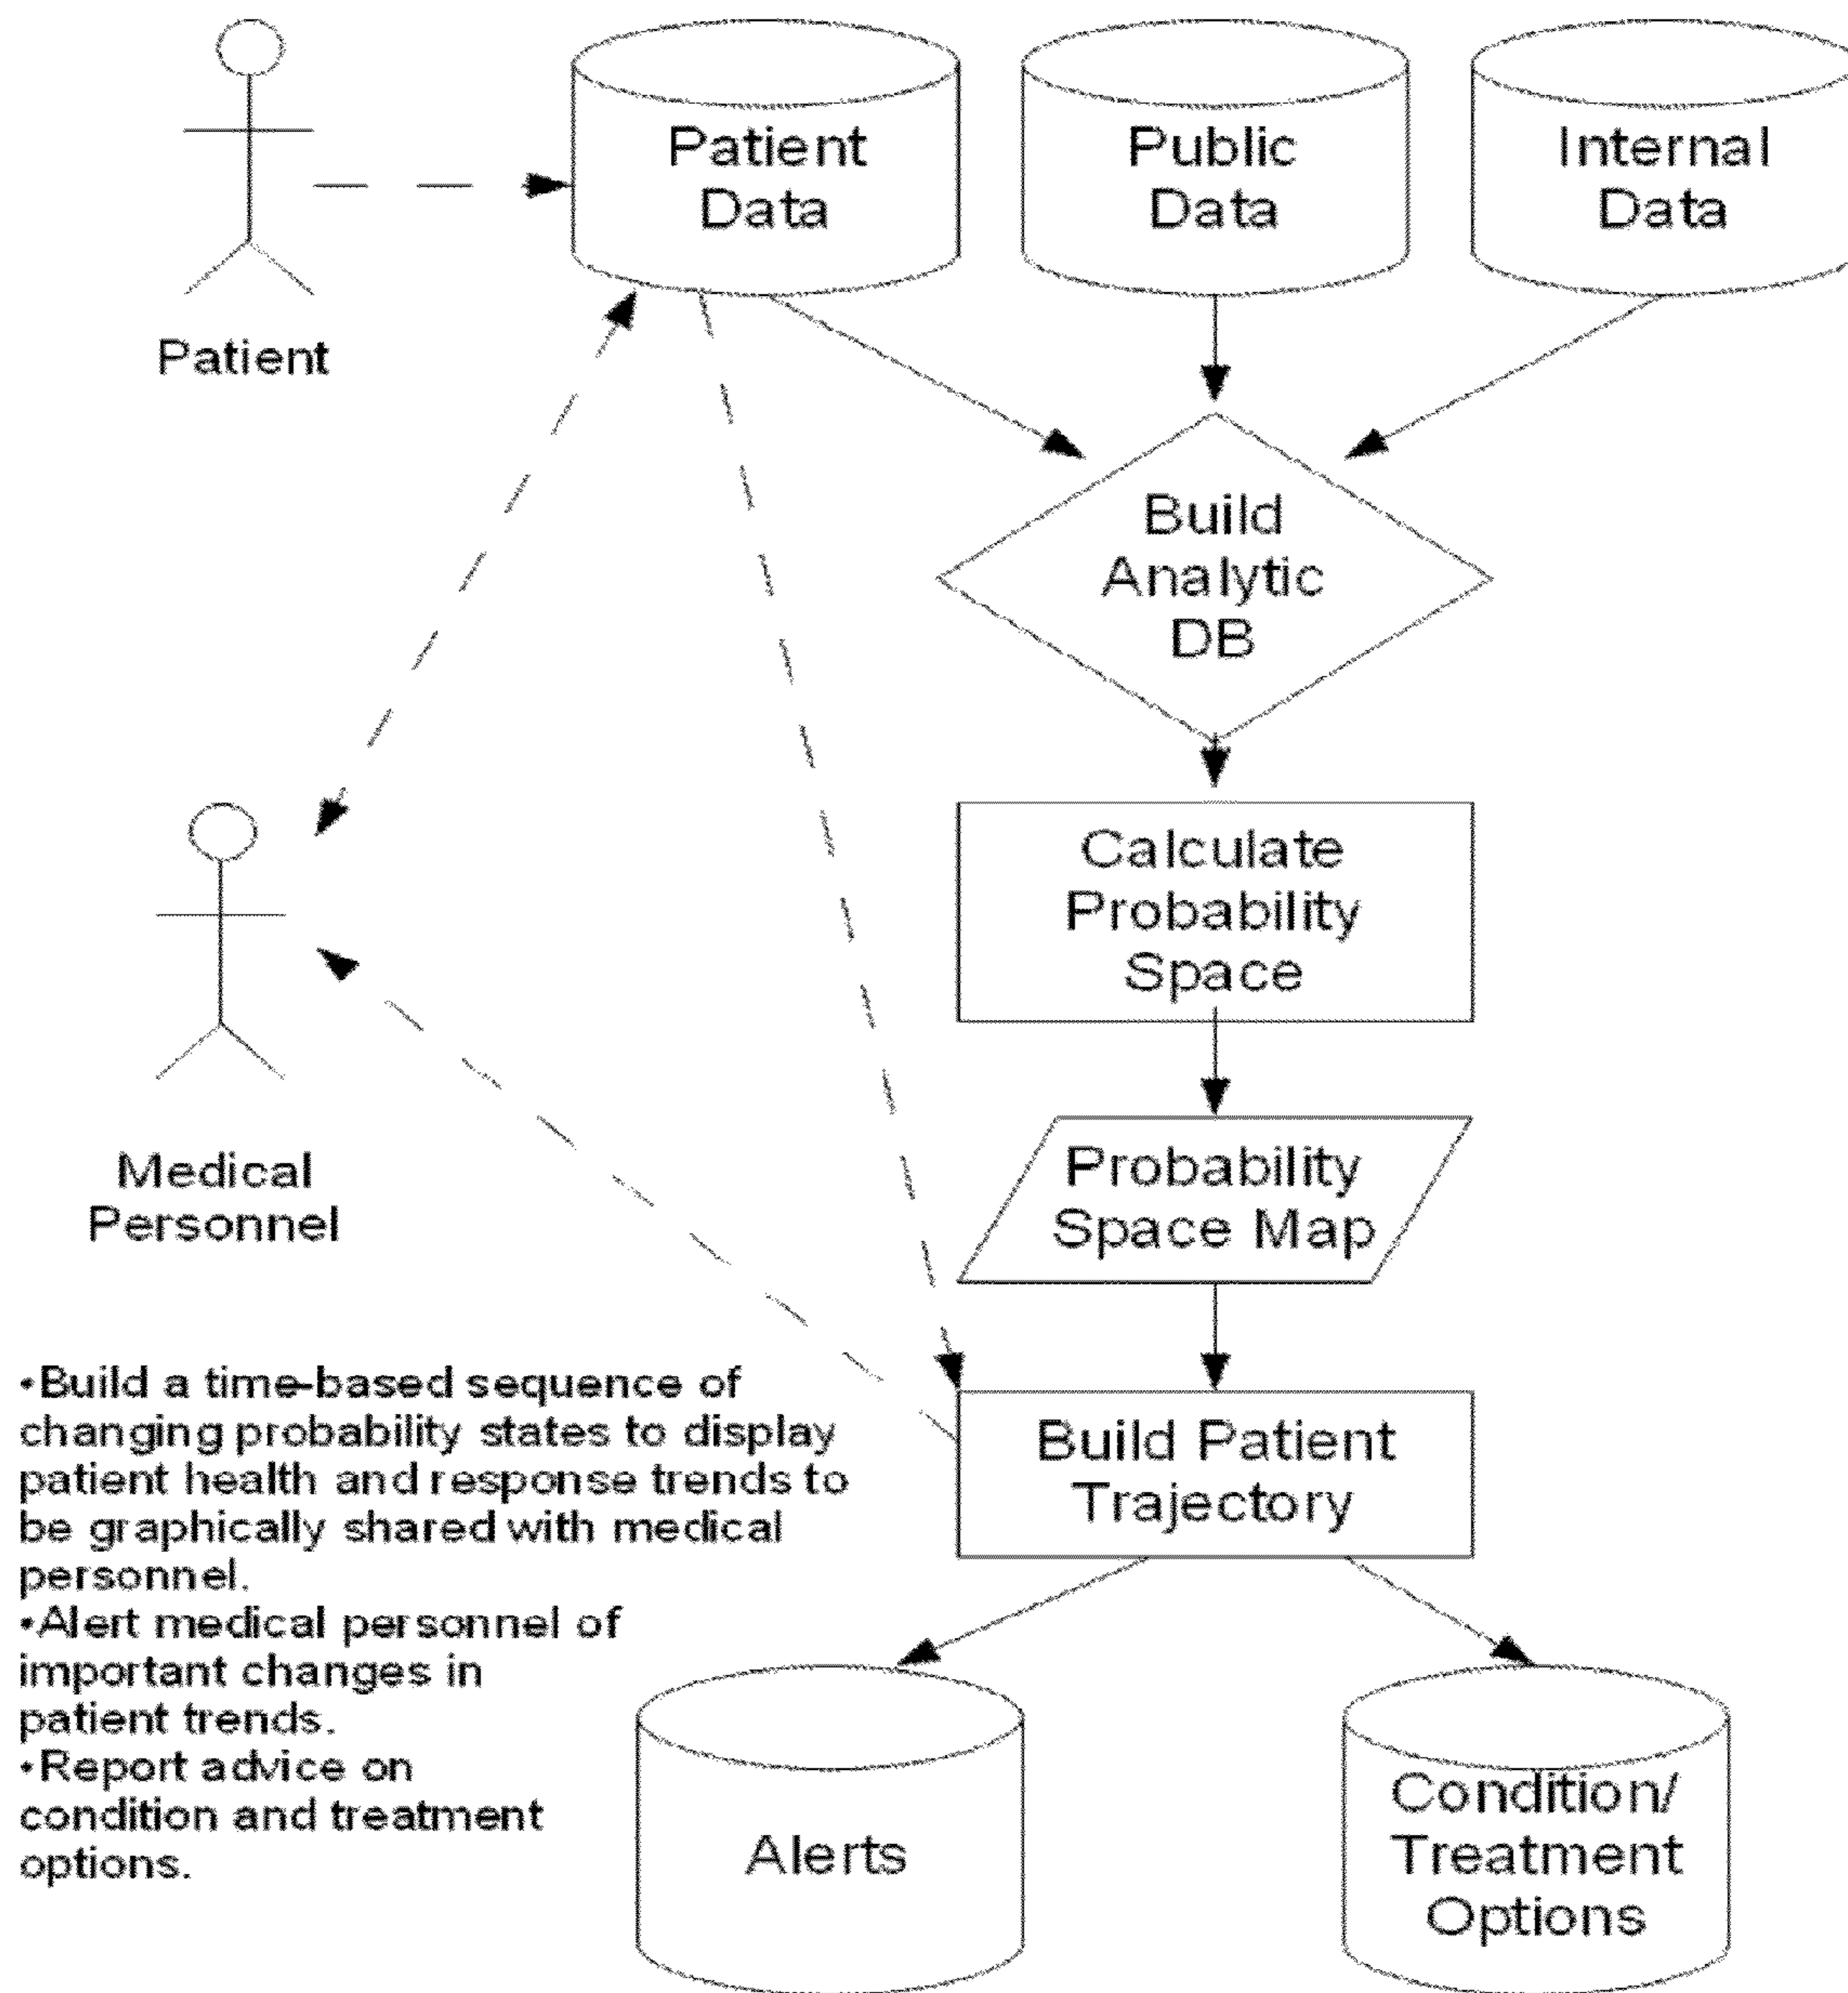 Patient
Data
Public
Data
Internal
Data
Patient
Build
Analytic
DB
Calculate
Probability
Space
Medical
Personnel
Probability
Space Map
Build Patient
Trajectory
•Build a time-based sequence of
changing probability states to display
patient health and response trends to
be graphically shared with medical
personnel.
•Alert medical personnel of
important changes in
patient trends.
•Report advice on
condition and treatment
options.
Alerts
Condition/
Treatment
Options